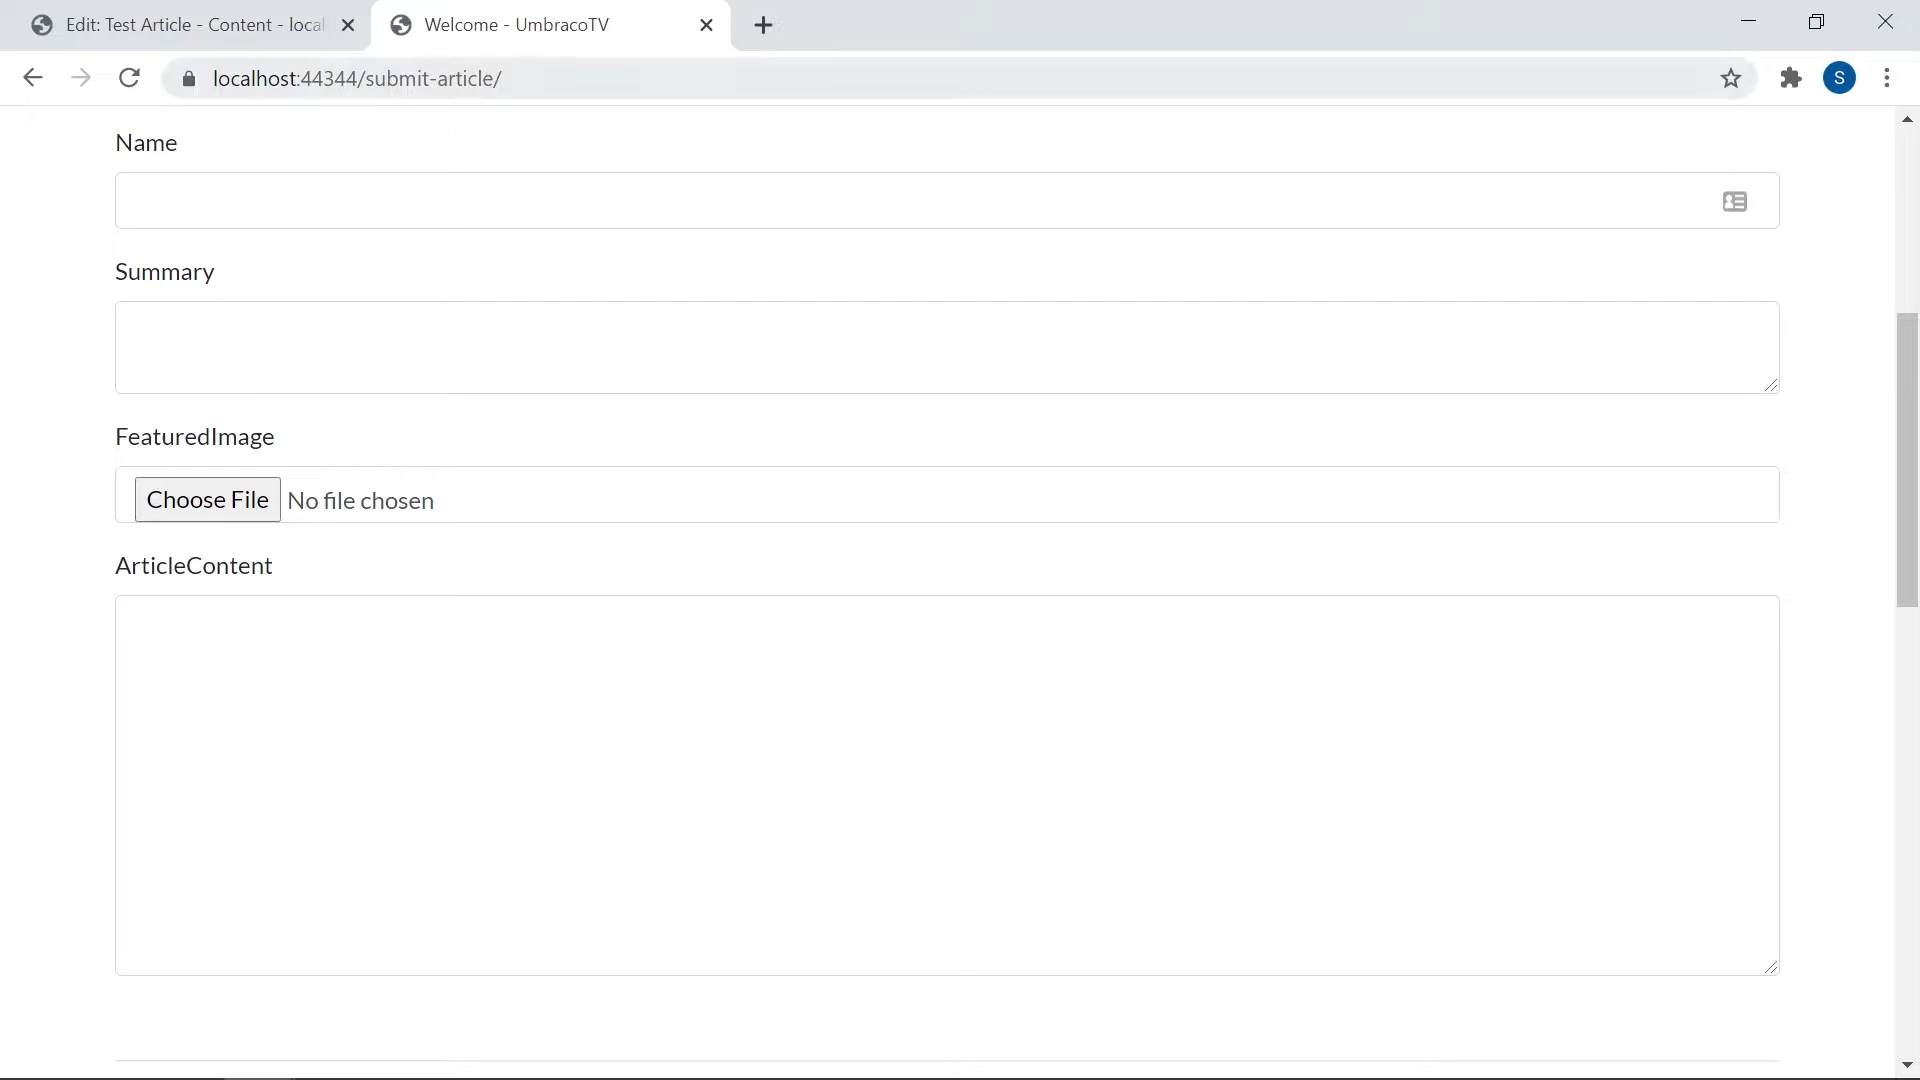 Edit: Test Article - Content - local
Welcome - UmbracoTV
localhost:44344/submit-article/
S
Name
Summary
FeaturedImage
Choose File No file chosen
ArticleContent